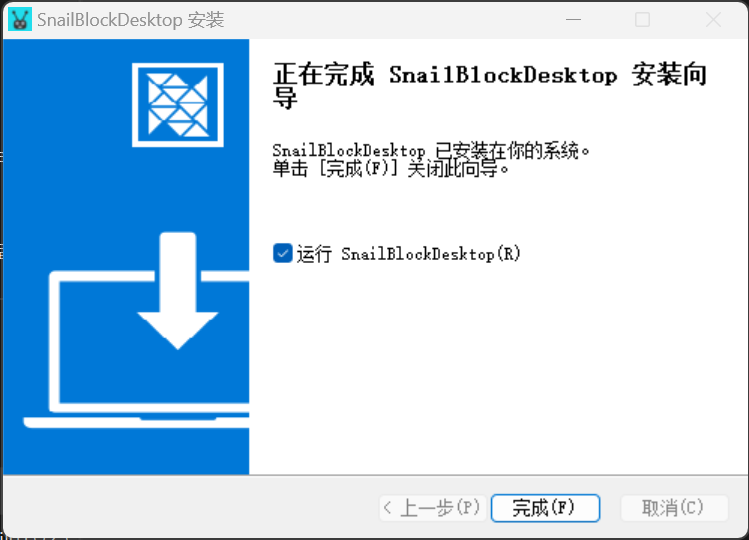 SnailBlockDesktop 安装
正在完成 SnailBlockDesktop 安装向
导
SnailBlockDesktop 已安装在你的系统。
单击 [完成(F)] 关闭此向导。
运行 SnailBlockDesktop(R)
< 上一步(P)
完成(F)
取消(C)